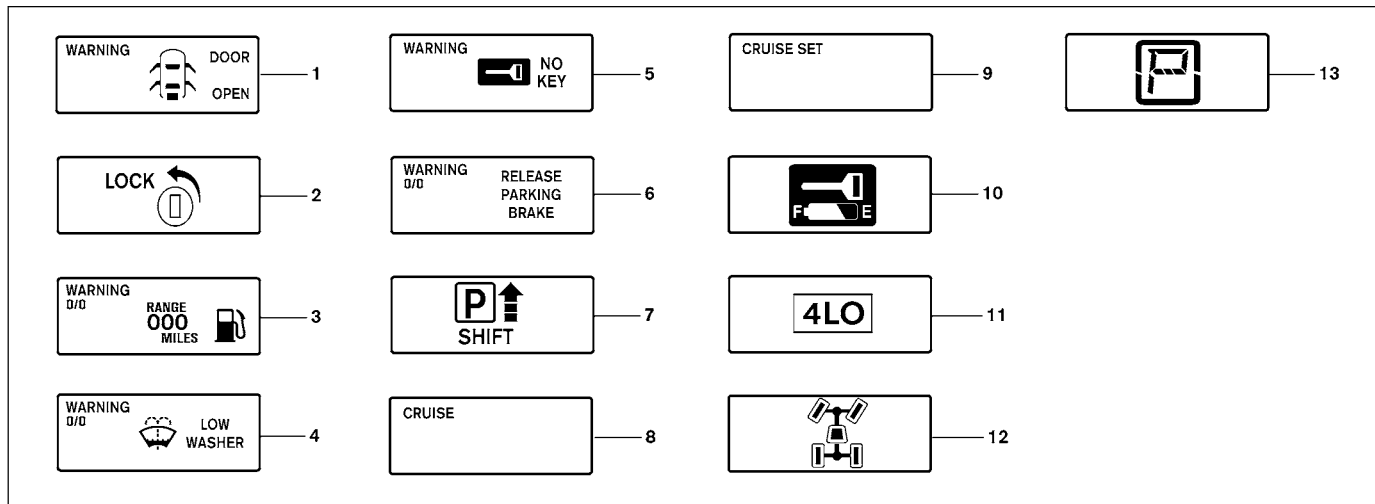 WARNING
DOOR
OPEN
1
LOCK
2
WARNING
0/0
RANGE
000
MILES
3
WARNING
0/0
LOW
WASHER
4
WARNING
NO
KEY
5
WARNING
0/0
RELEASE
PARKING
BRAKE
6
P
SHIFT
7
CRUISE
8
CRUISE SET
9
F E
10
4LO
11
12
P
13